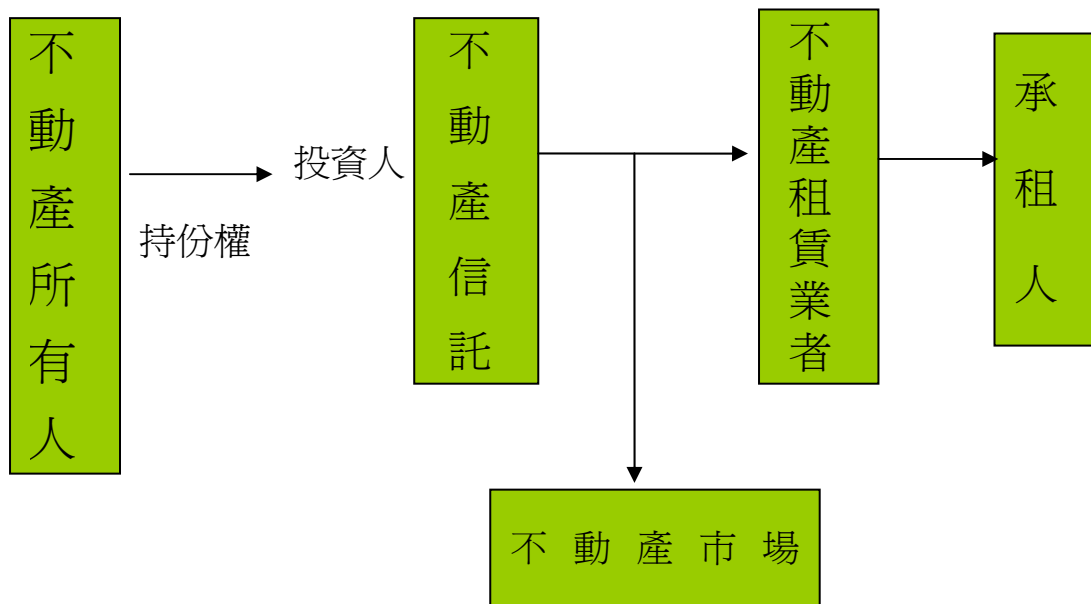 不動產所有人
持份權
投資人
不動產信託
不動產租賃業者
承租人
不動產市場